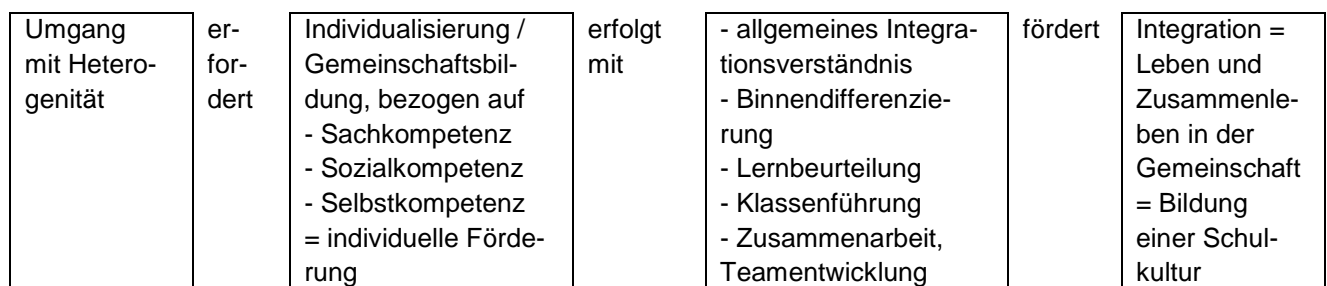 Umgang
mit Hetero-
genität
er-
for-
dert
Individualisierung /
Gemeinschaftsbil-
dung, bezogen auf
- Sachkompetenz
- Sozialkompetenz
- Selbstkompetenz
= individuelle Förde-
rung
erfolgt
mit
- allgemeines Integra-
tionsverständnis
- Binnendifferenzie-
rung
- Lernbeurteilung
- Klassenführung
- Zusammenarbeit,
Teamentwicklung
fördert
Integration =
Leben und
Zusammenle-
ben in der
Gemeinschaft
= Bildung
einer Schul-
kultur